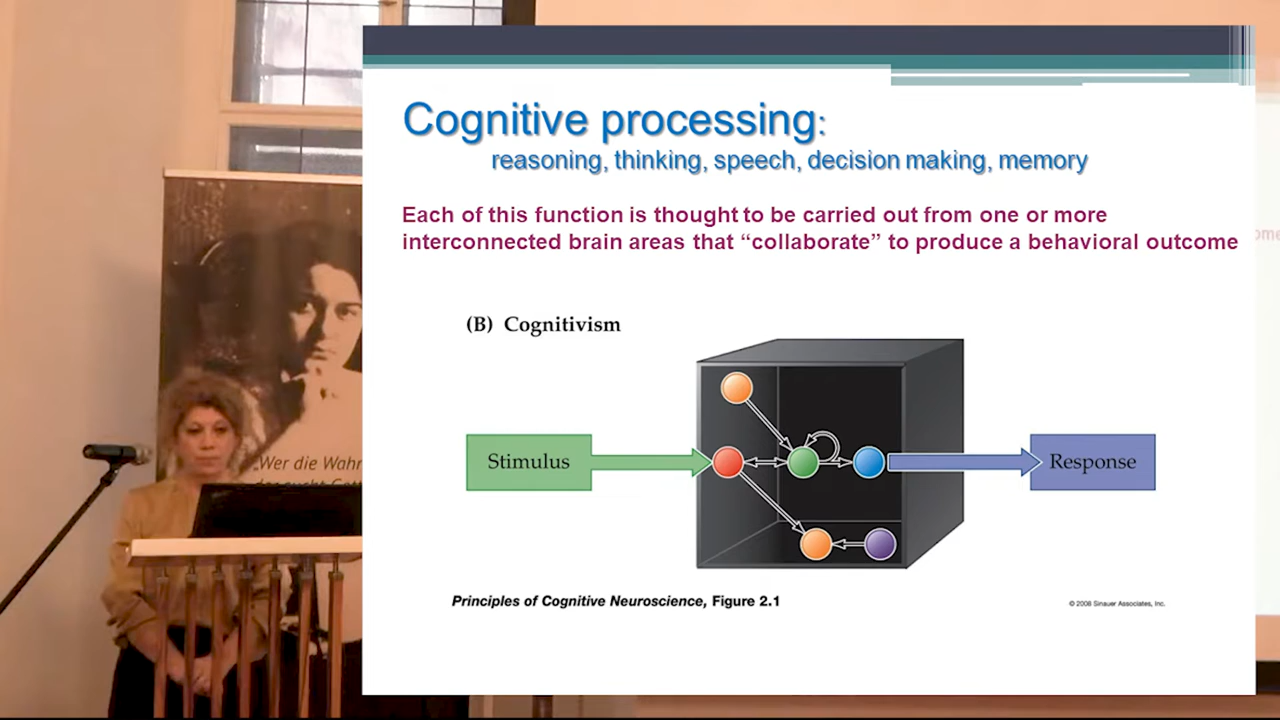 Cognitive processing:
reasoning, thinking, speech, decision making, memory
Each of this function is thought to be carried out from one or more
interconnected brain areas that “collaborate” to produce a behavioral outcome
(B) Cognitivism
Stimulus
Response
Principles of Cognitive Neuroscience, Figure 2.1
© 2008 Sinauer Associates, Inc.
„Wer die Wahr